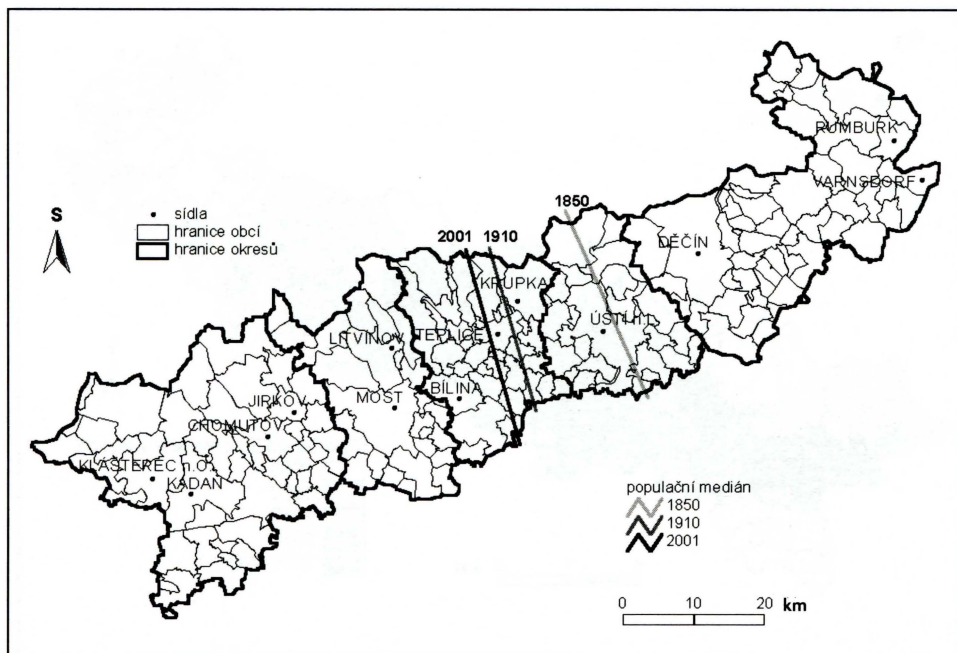 RUMBURK
VARNSDORF
1850
S
sídla
hranice obcí
hranice okresů
2001 1910
DĚČÍN
KRUPKA
ÚSTÍ n.L.
TEPLICE
LITVÍNOV
BÍLINA
MOST
JIRKOV
CHOMUTOV
KLÁŠTEREC n.O.
KADAŇ
populační medián
1850
1910
2001
0 10 20 km